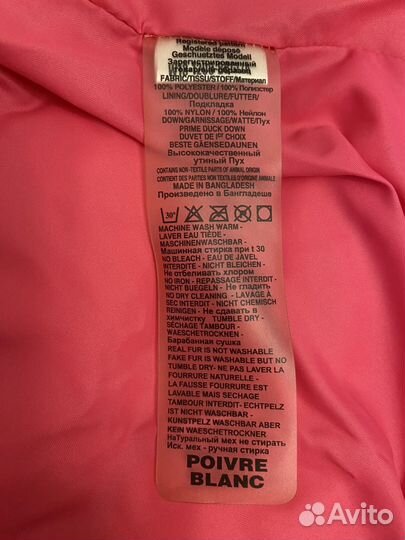 Registered pattern
Modèle déposé
Geschuetztes Modell
Зарегистрированный
FABRIC/TISSU/STOFF/Материал
100% POLYESTER / 100% Полиэстер
LINING/DOUBLURE/FUTTER/
Подкладка
100% NYLON / 100% Нейлон
DOWN/GARNISSAGE/WATTE/Пух
PRIME DUCK DOWN
DUVET DE 1ER CHOIX
BESTE GAENSEDAUNEN
Высококачественный
утиный Пух
CONTAINS NON-TEXTILE PARTS OF ANIMAL ORIGIN
CONTIENT DES PARTIES NON TEXTILES D'ORIGINE ANIMALE
MADE IN BANGLADESH
Произведено в Бангладеше
30°
MACHINE WASH WARM -
LAVER EAU TIÈDE -
MASCHINENWASCHBAR -
Машинная стирка при t 30
NO BLEACH - EAU DE JAVEL
INTERDITE - NICHT BLEICHEN -
Не отбеливать хлором
NO IRON - REPASSAGE INTERDIT -
NICHT BUEGELN - Не гладить
NO DRY CLEANING - LAVAGE À
SEC INTERDIT - NICHT CHEMISCH
REINIGEN - Не сдавать в
химчистку TUMBLE DRY -
SÉCHAGE TAMBOUR -
WAESCHETROCKNER -
Барабанная сушка
REAL FUR IS NOT WASHABLE
FAKE FUR IS WASHABLE BUT NO
TUMBLE DRY- NE PAS LAVER LA
FOURRURE NATURELLE -
LA FAUSSE FOURRURE EST
LAVABLE MAIS SECHAGE
TAMBOUR INTERDIT- ECHTPELZ
IST NICHT WASCHBAR -
KUNSTPELZ WASCHBAR ABER
KEIN WAESCHETROCKNER
НаТуральный мех не стирать
Иск. мех - ручная стирка
POIVRE
BLANC
Avito